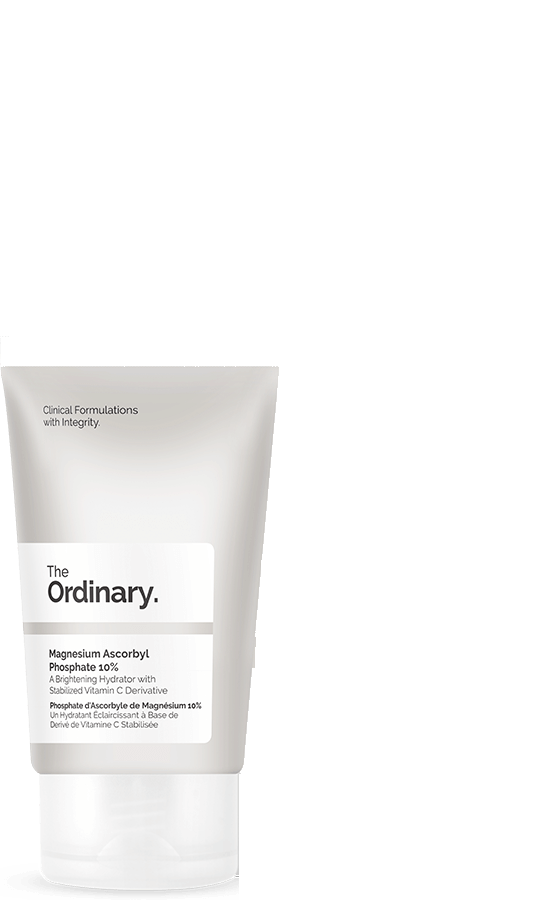 Clinical Formulations
with Integrity.
The
Ordinary.
Magnesium Ascorbyl
Phosphate 10%
A Brightening Hydrator with
Stabilized Vitamin C Derivative
Phosphate d'Ascorbyle de Magnésium 10%
Un Hydratant Éclaircissant à Base de
Derivé de Vitamine C Stabilisée